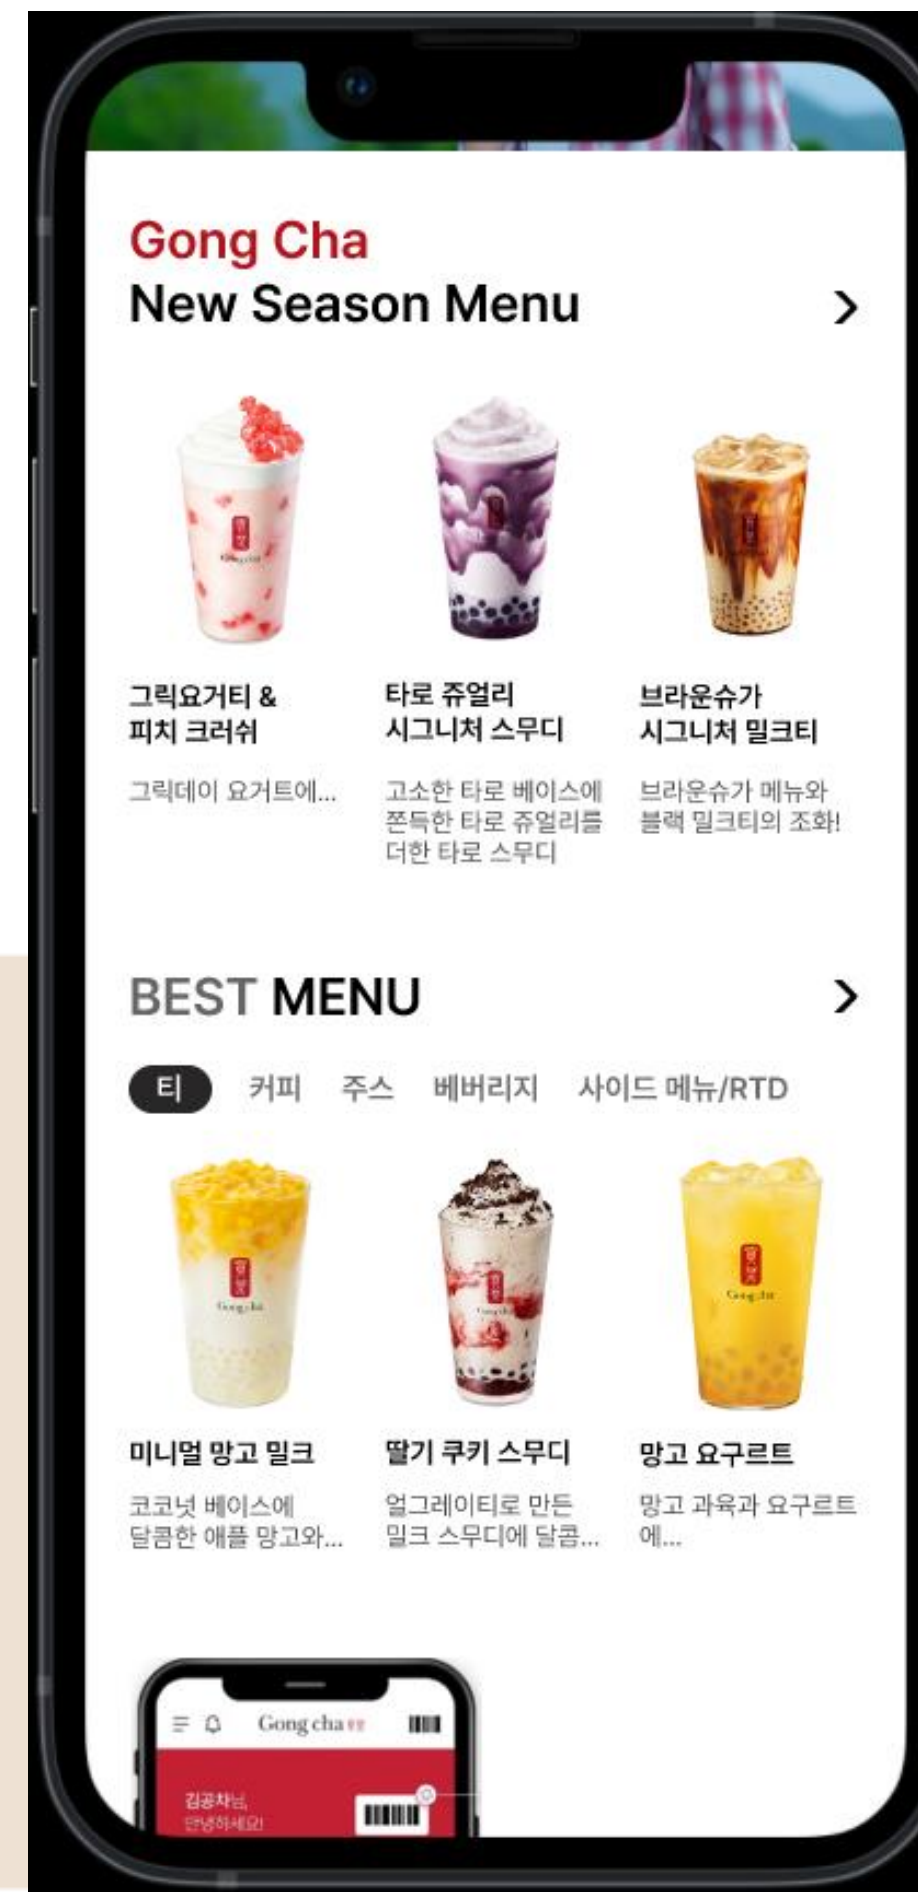 Gong Cha
New Season Menu
그릭요거티 &
피치 크러쉬
그릭데이 요거트에...
타로 쥬얼리
시그니처 스무디
고소한 타로 베이스에
쫀득한 타로 쥬얼리를
더한 타로 스무디
브라운슈가
시그니처 밀크티
브라운슈가 메뉴와
블랙 밀크티의 조화!
BEST MENU
티 커피 주스 베버리지 사이드 메뉴/RTD
Gong cha
Gong cha
Gong cha
미니멀 망고 밀크
코코넛 베이스에
달콤한 애플 망고와...
딸기 쿠키 스무디
얼그레이티로 만든
밀크 스무디에 달콤...
망고 요구르트
망고 과육과 요구르트
에...
Gong cha
김공차님,
안녕하세요!